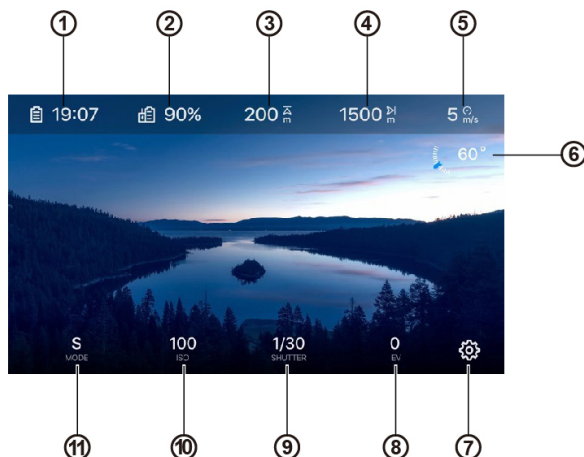 ① ② ③ ④ ⑤
19:07 90% 200 m 1500 m 5 m/s
60° ⑥
S 100 1/30 0
MODE ISO SHUTTER EV
⑪ ⑩ ⑨ ⑧ ⑦